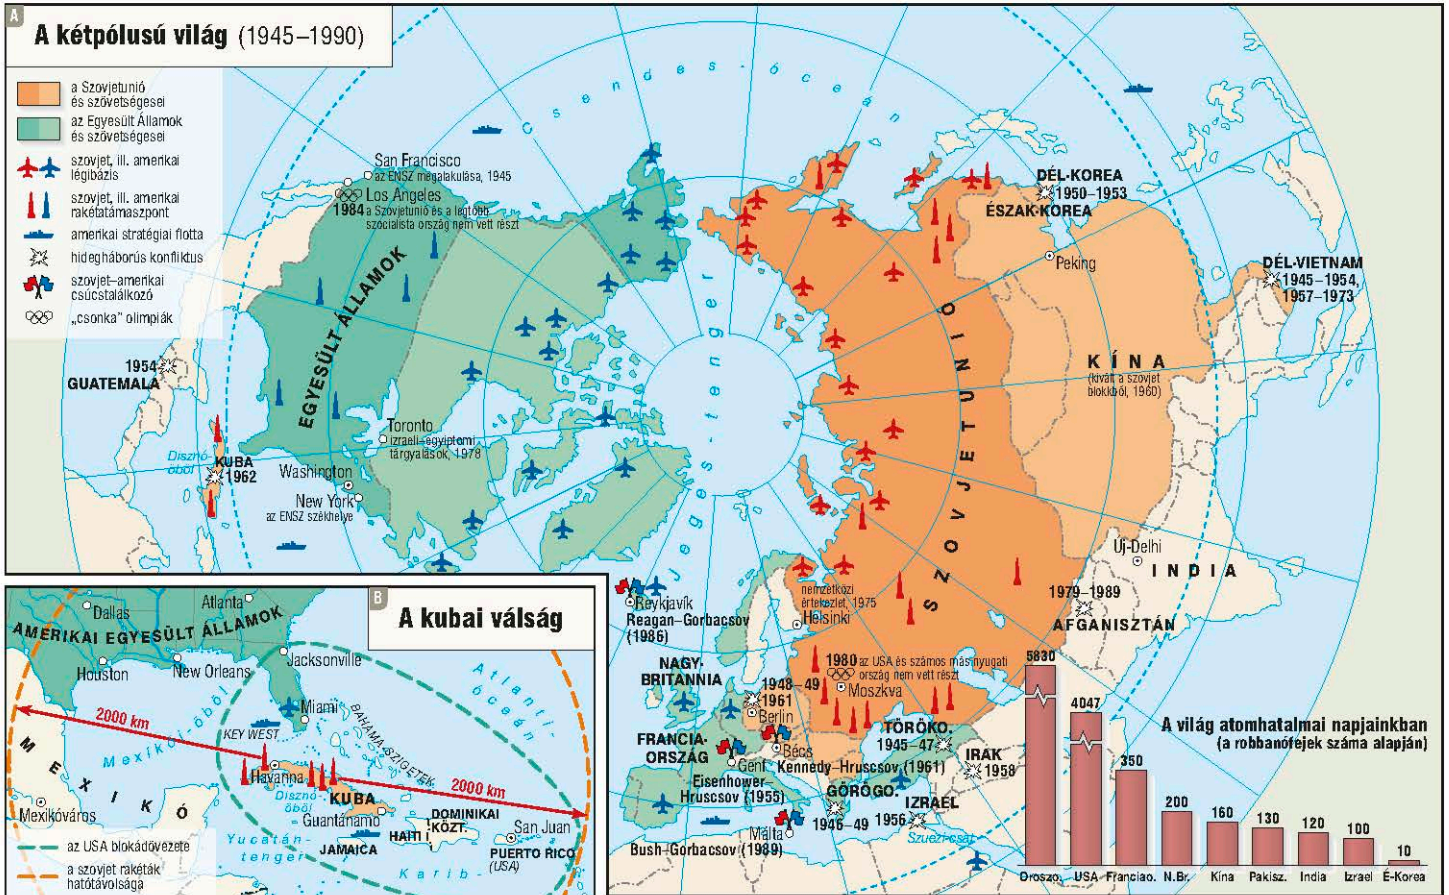 A
A kétpólusú világ (1945–1990)
a Szovjetunió
és szövetségesei
az Egyesült Államok
és szövetségesei
szovjet, ill. amerikai
légibázis
szovjet, ill. amerikai
rakétatámaszpont
amerikai stratégiai flotta
hidegháborús konfliktus
szovjet–amerikai
csúcstalálkozó
„csonka” olimpiák
Csendes-óceán
San Francisco
az ENSZ megalakulása, 1945
Los Angeles
1984 a Szovjetunió és a legtöbb
szocialista ország nem vett részt
EGYESÜLT ÁLLAMOK
1954
GUATEMALA
Disznó-
öböl
KUBA
1962
Toronto
izraeli–egyiptomi
tárgyalások, 1978
Washington
New York
az ENSZ székhelye
Jeges-tenger
DÉL-KOREA
1950–1953
ÉSZAK-KOREA
Peking
DÉL-VIETNAM
1945–1954,
1957–1973
KÍNA
(kivált a szovjet
blokkból, 1960)
SZOVJETUNIÓ
Új-Delhi
INDIA
1979–1989
AFGANISZTÁN
Reykjavík
Reagan–Gorbacsov
(1986)
nemzetközi
értekezlet, 1975
Helsinki
1980 az USA és számos más nyugati
ország nem vett részt
Moszkva
NAGY-
BRITANNIA
1948–49
1961
Berlin
FRANCIA-
ORSZÁG
Genf
Eisenhower–
Hruscsov (1955)
Bécs
Kennedy–Hruscsov (1961)
TÖRÖKO.
1945–47
GÖRÖGO.
1946–49
IRAK
1958
IZRAEL
1956
Szuezi-csat.
Málta
Bush–Gorbacsov (1989)
B
A kubai válság
Dallas
Atlanta
AMERIKAI EGYESÜLT ÁLLAMOK
Houston
New Orleans
Jacksonville
Atlanti-
óceán
2000 km
Mexikói-öböl
Miami
KEY WEST
BAHAMA-SZIGETEK
MEXIKÓ
Mexikóváros
Havanna
Disznó-
öböl
KUBA
2000 km
Guantánamo
HAITI
DOMINIKAI
KÖZT.
San Juan
PUERTO RICO
(USA)
JAMAICA
Yucatán-
tenger
Karib-
az USA blokádövezete
a szovjet rakéták
hatótávolsága
A világ atomhatalmai napjainkban
(a robbanófejek száma alapján)
5830
4047
350
200
160
130
120
100
10
Oroszo.
USA
Franciao.
N.Br.
Kína
Pakisz.
India
Izrael
É-Korea